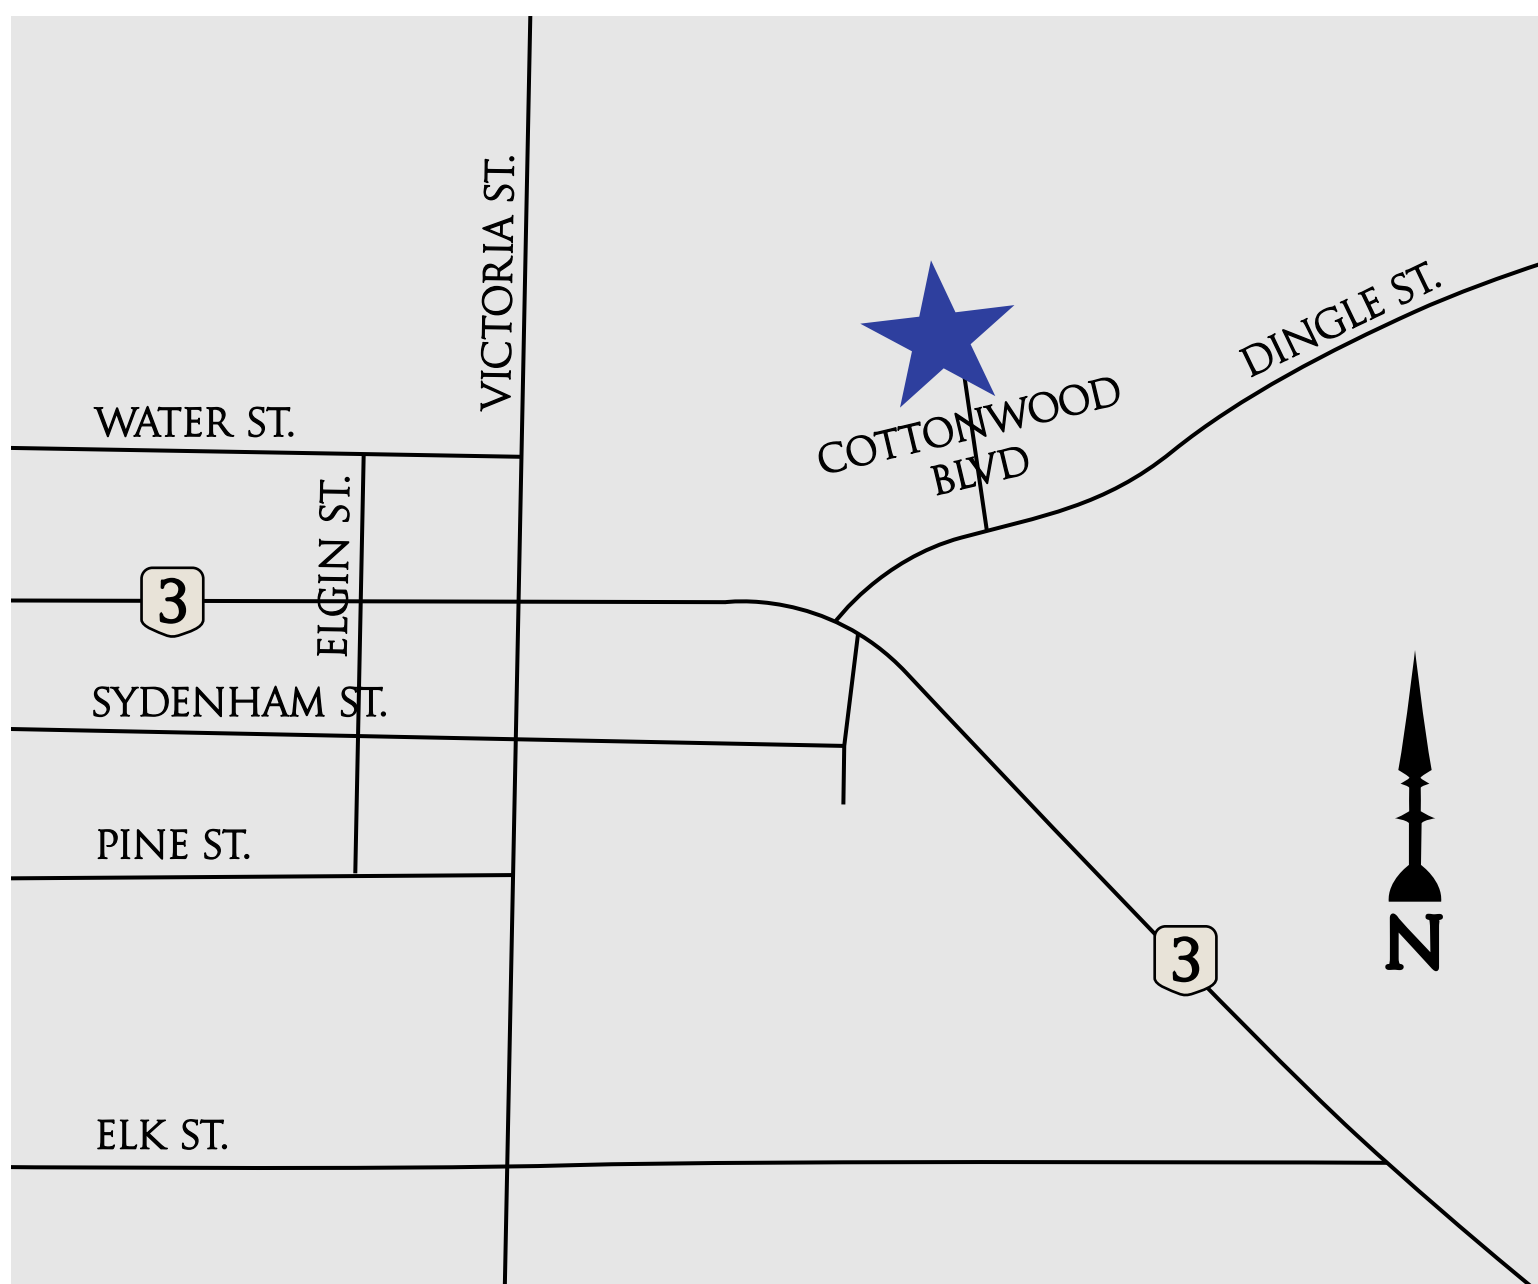 VICTORIA ST.
DINGLE ST.
COTTONWOOD
BLVD
WATER ST.
ELGIN ST.
3
SYDENHAM ST.
PINE ST.
3
N
ELK ST.